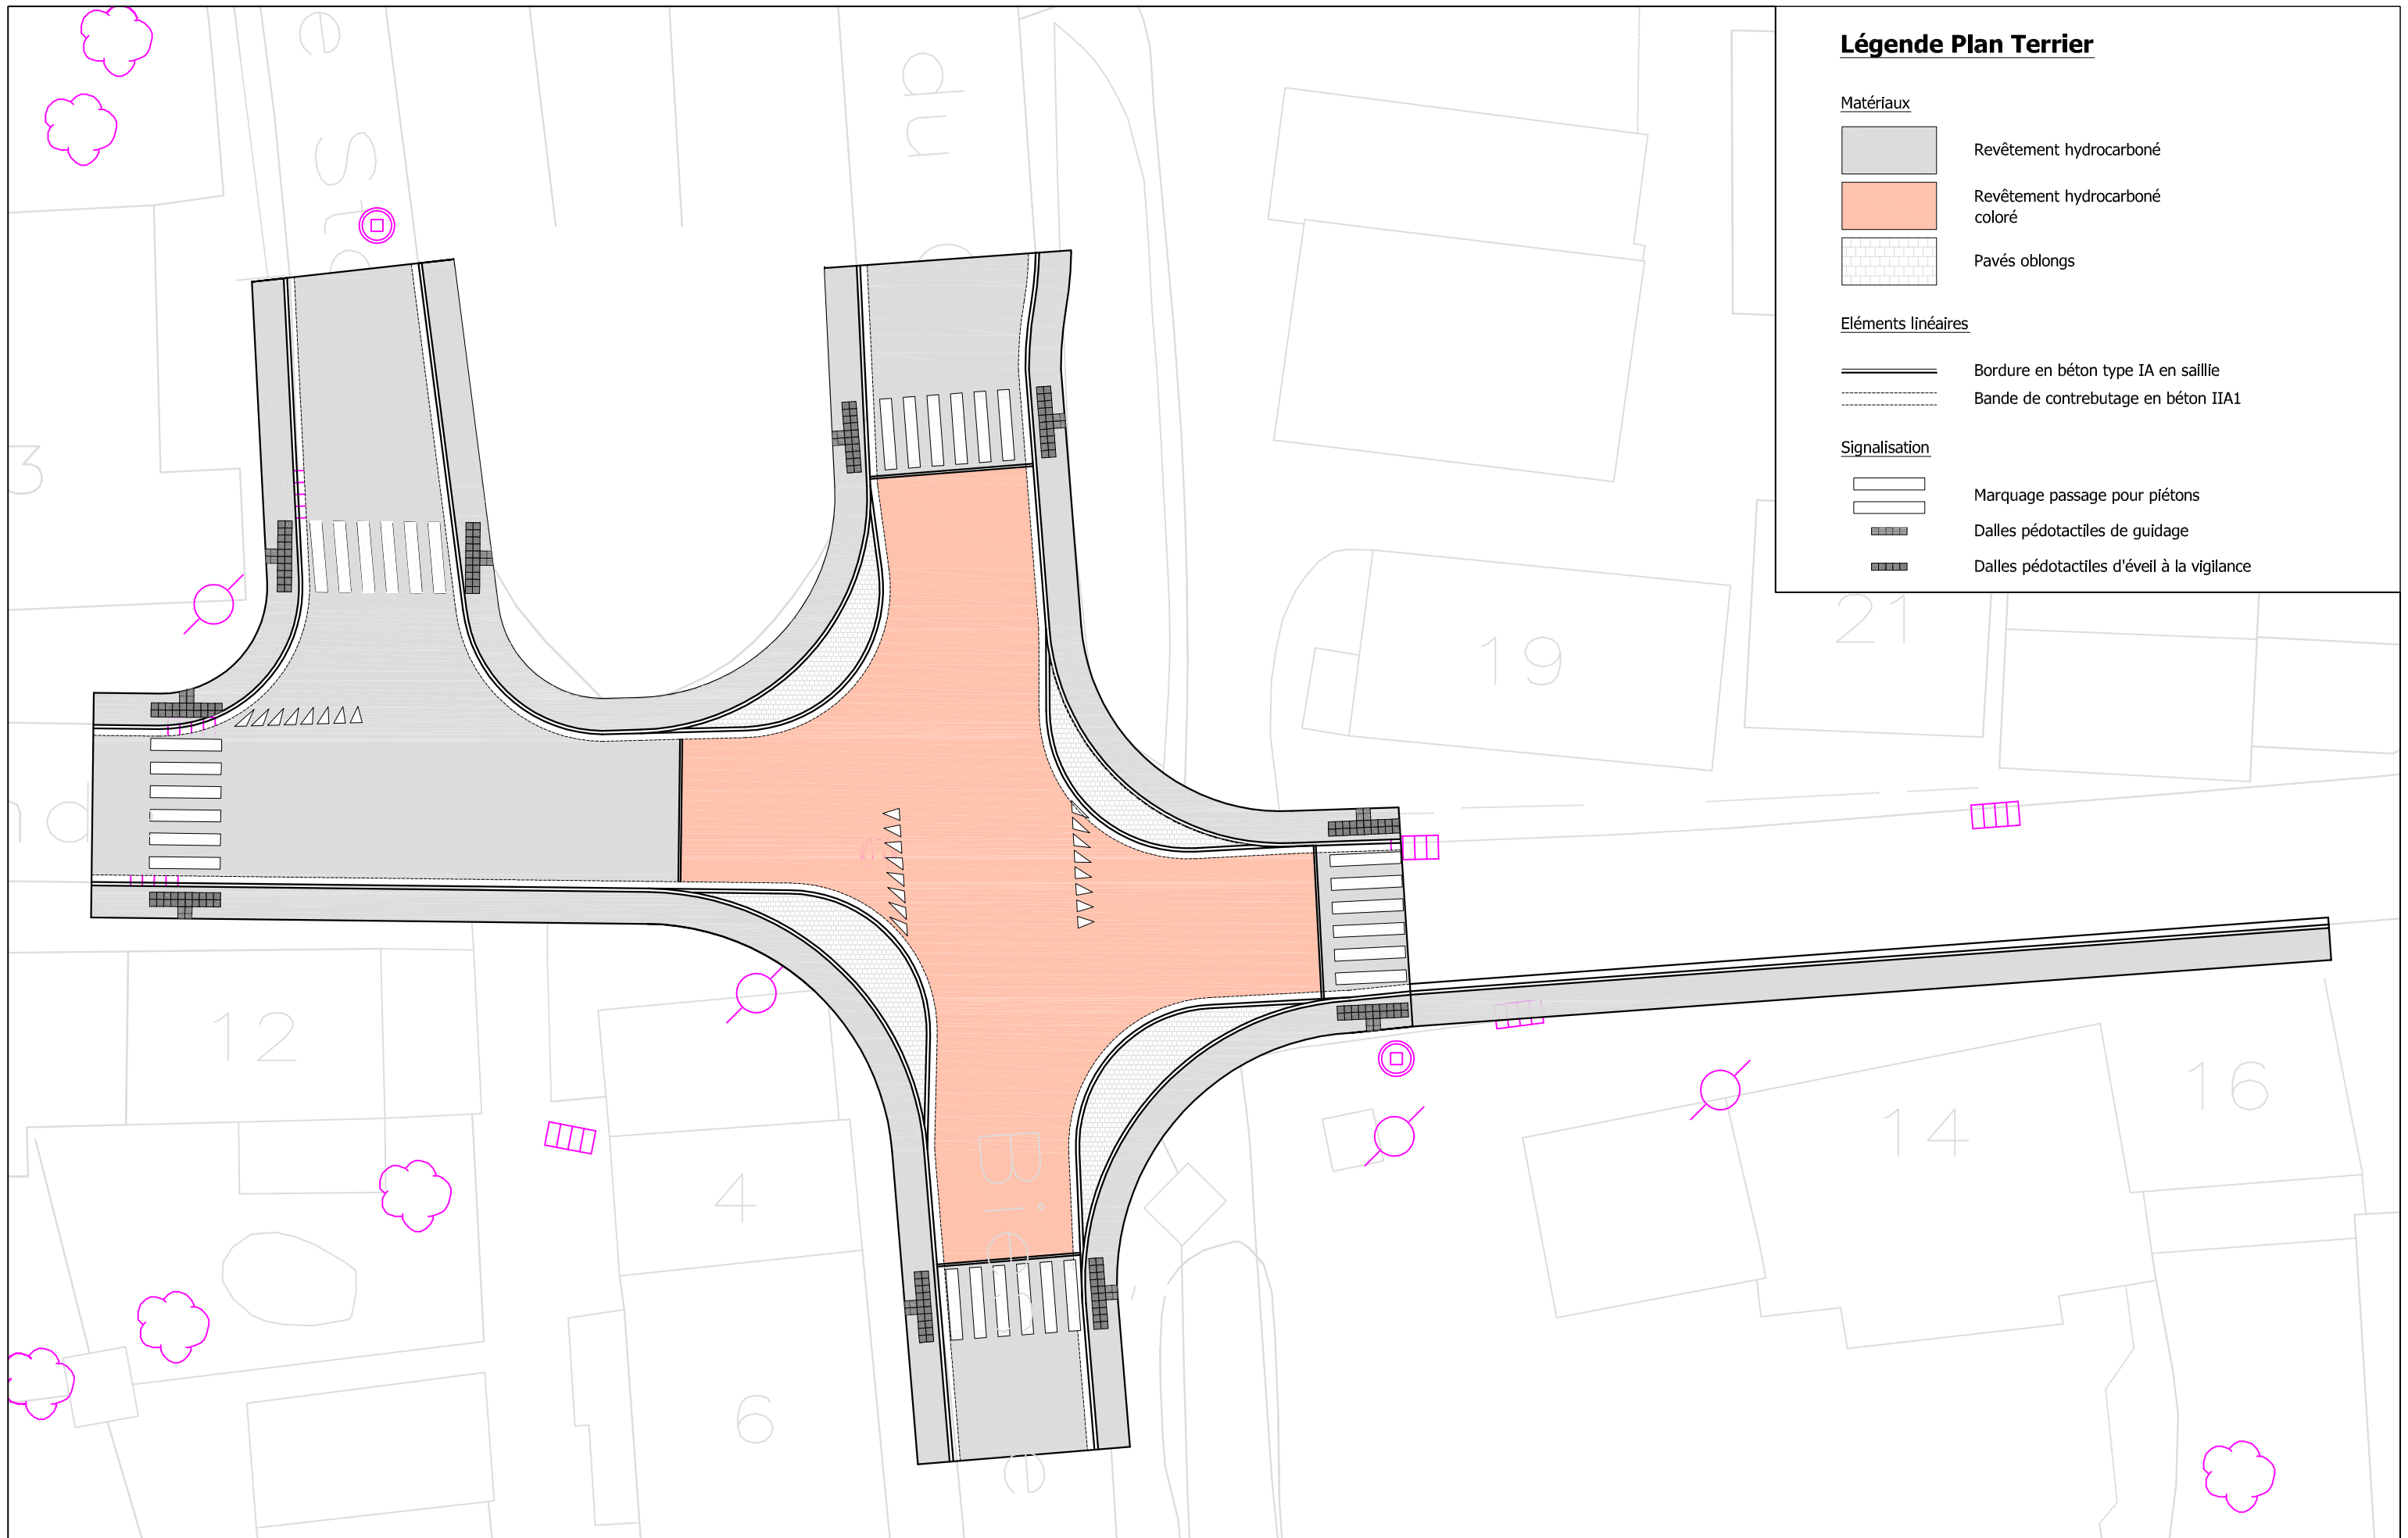 Légende Plan Terrier
Matériaux
Revêtement hydrocarboné
Revêtement hydrocarboné
coloré
Pavés oblongs
Eléments linéaires
Bordure en béton type IA en saillie
Bande de contrebutage en béton IIA1
Signalisation
Marquage passage pour piétons
Dalles pédotactiles de guidage
Dalles pédotactiles d'éveil à la vigilance
3
19
21
12
4
6
14
16